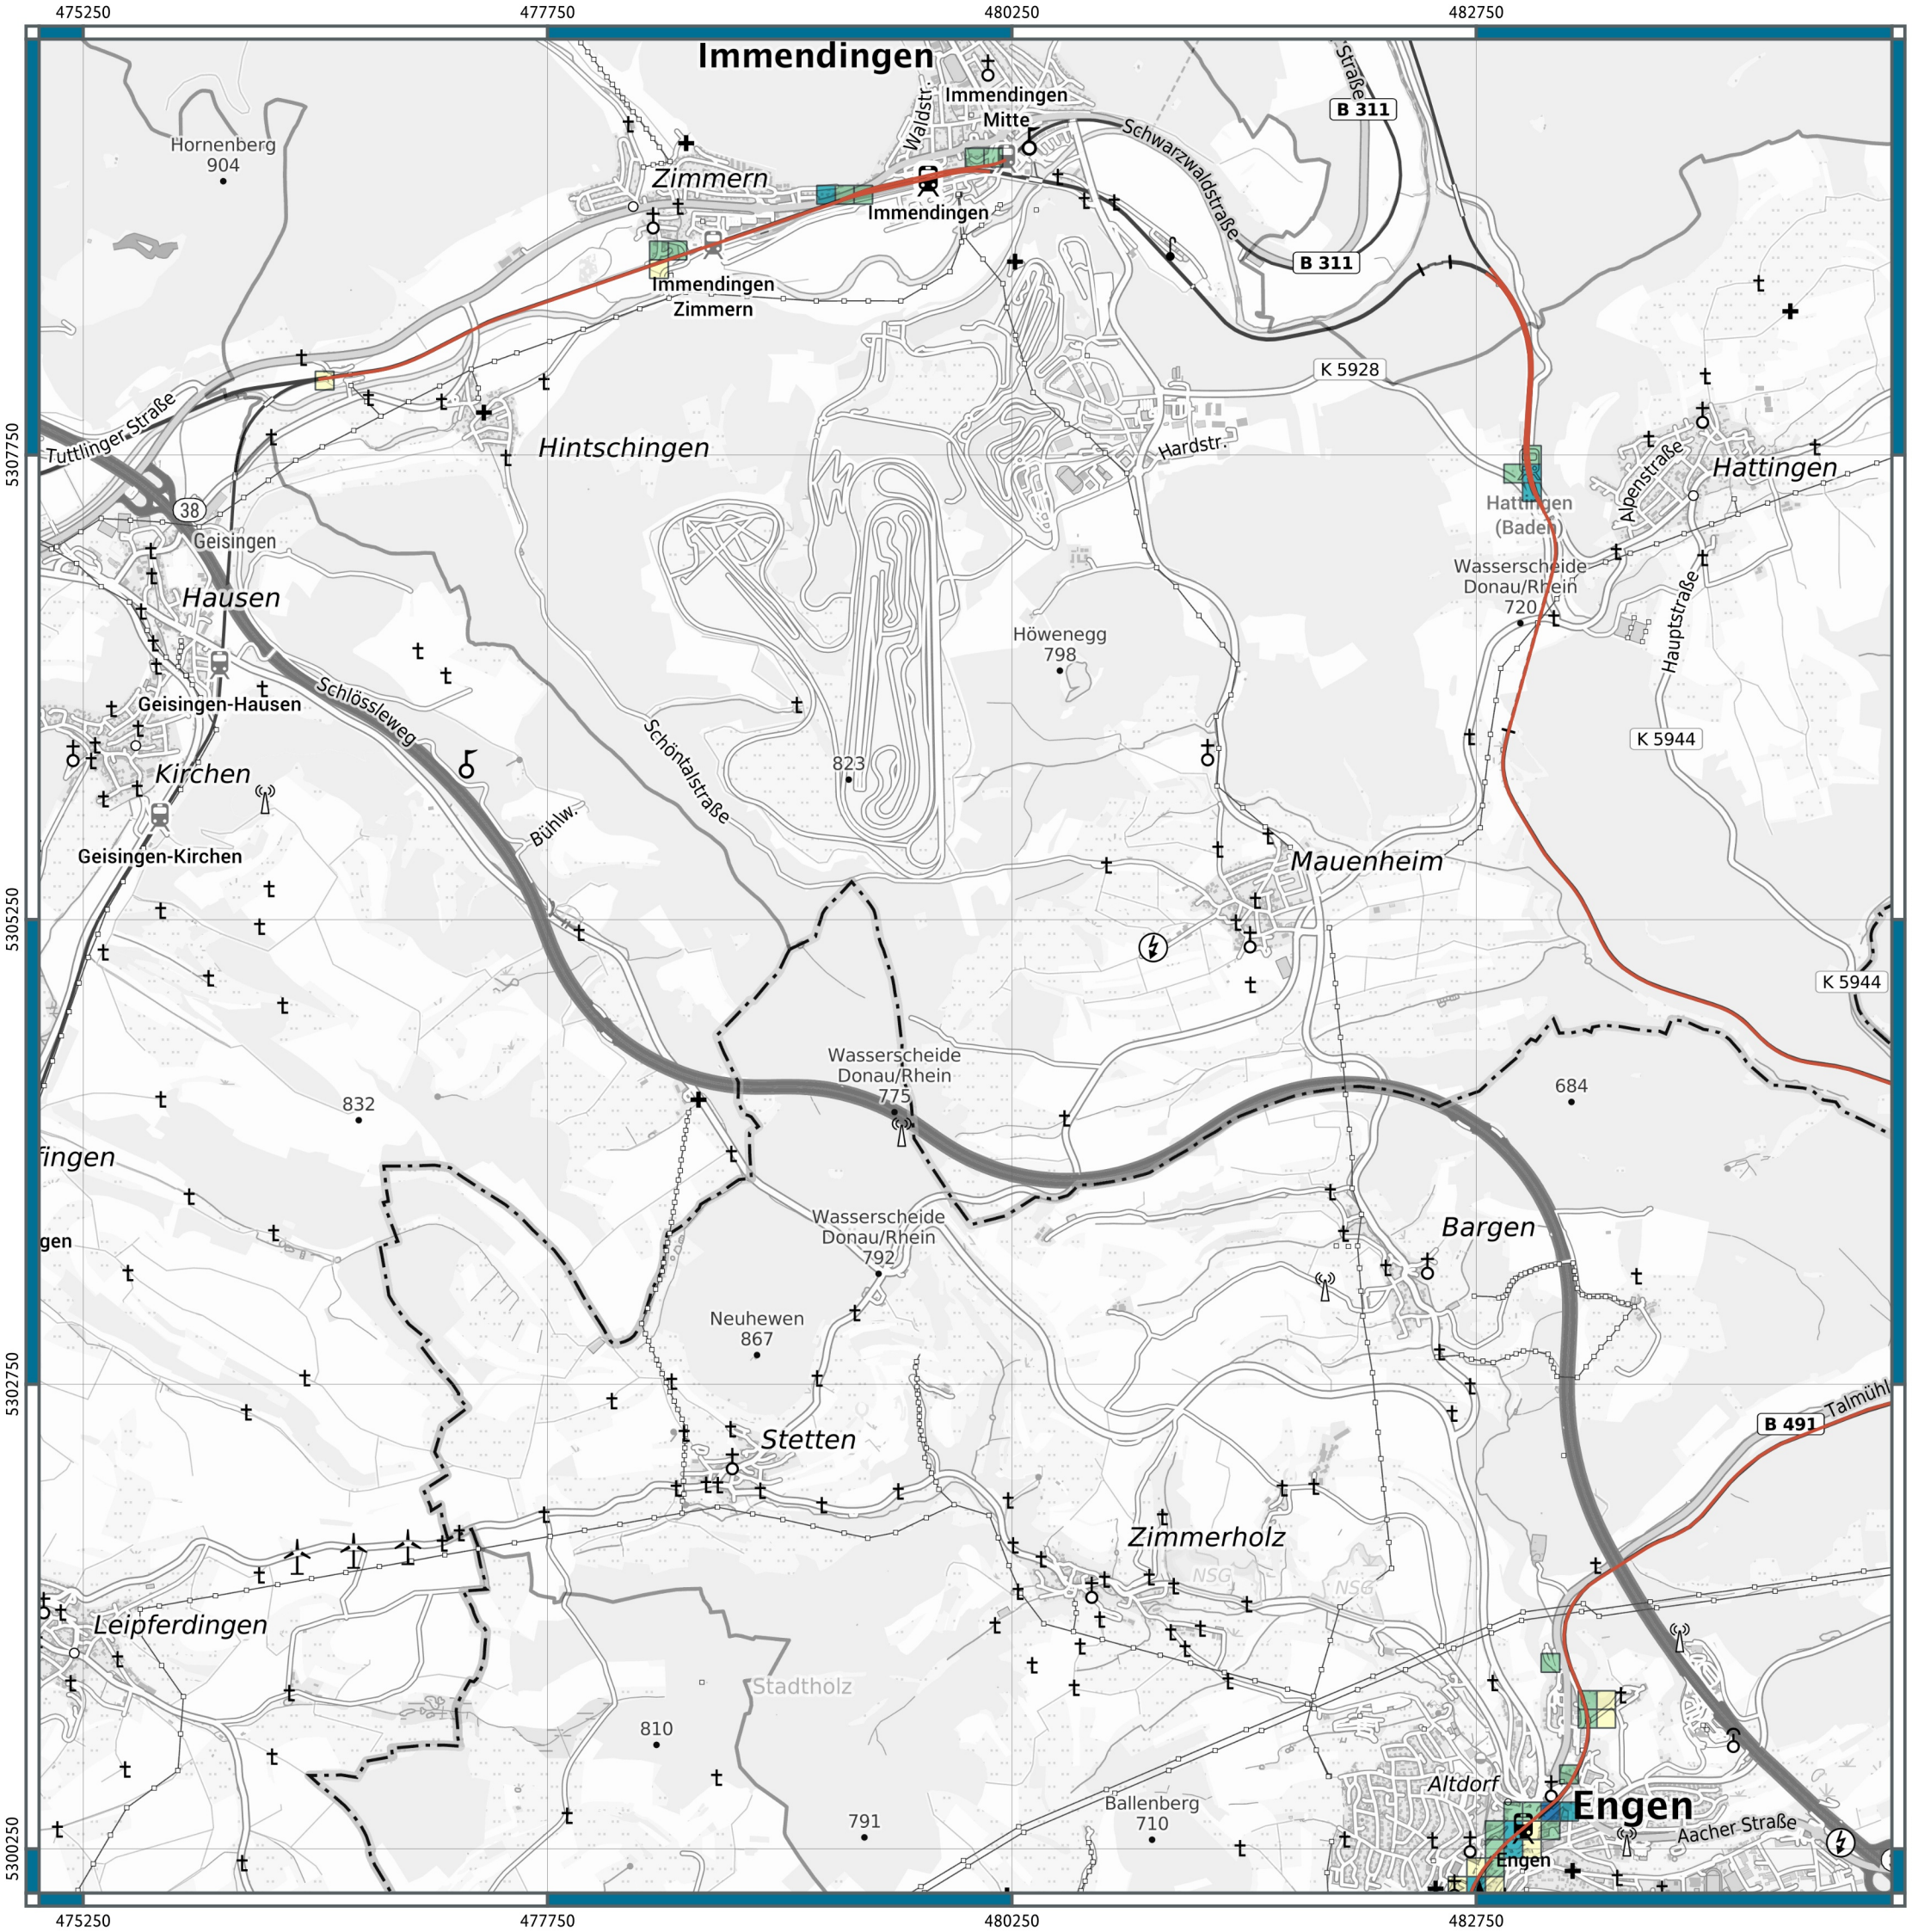 475250
477750
480250
482750
Immendingen
Straße
B 311
Hornenberg
904
Waldstr.
Immendingen
Mitte
Schwarzwaldstraße
Zimmern
Immendingen
B 311
Immendingen
Zimmern
K 5928
5307750
Tuttlinger Straße
Hintschingen
Hardstr.
Alpenstraße
Hattingen
38
Geisingen
Hattingen
(Baden)
Wasserscheide
Donau/Rhein
720
Hausen
Höwenegg
798
Hauptstraße
Geisingen-Hausen
Schlössleweg
Schöntalstraße
K 5944
Kirchen
823
Bühlw.
Geisingen-Kirchen
Mauenheim
5305250
K 5944
Wasserscheide
Donau/Rhein
775
832
684
fingen
gen
Wasserscheide
Donau/Rhein
792
Bargen
Neuhewen
867
5302750
Talmühl
B 491
Stetten
Zimmerholz
NSG
NSG
Leipferdingen
Stadtholz
810
Altdorf
Engen
Ballenberg
710
791
Aacher Straße
5300250
Engen
475250
477750
480250
482750